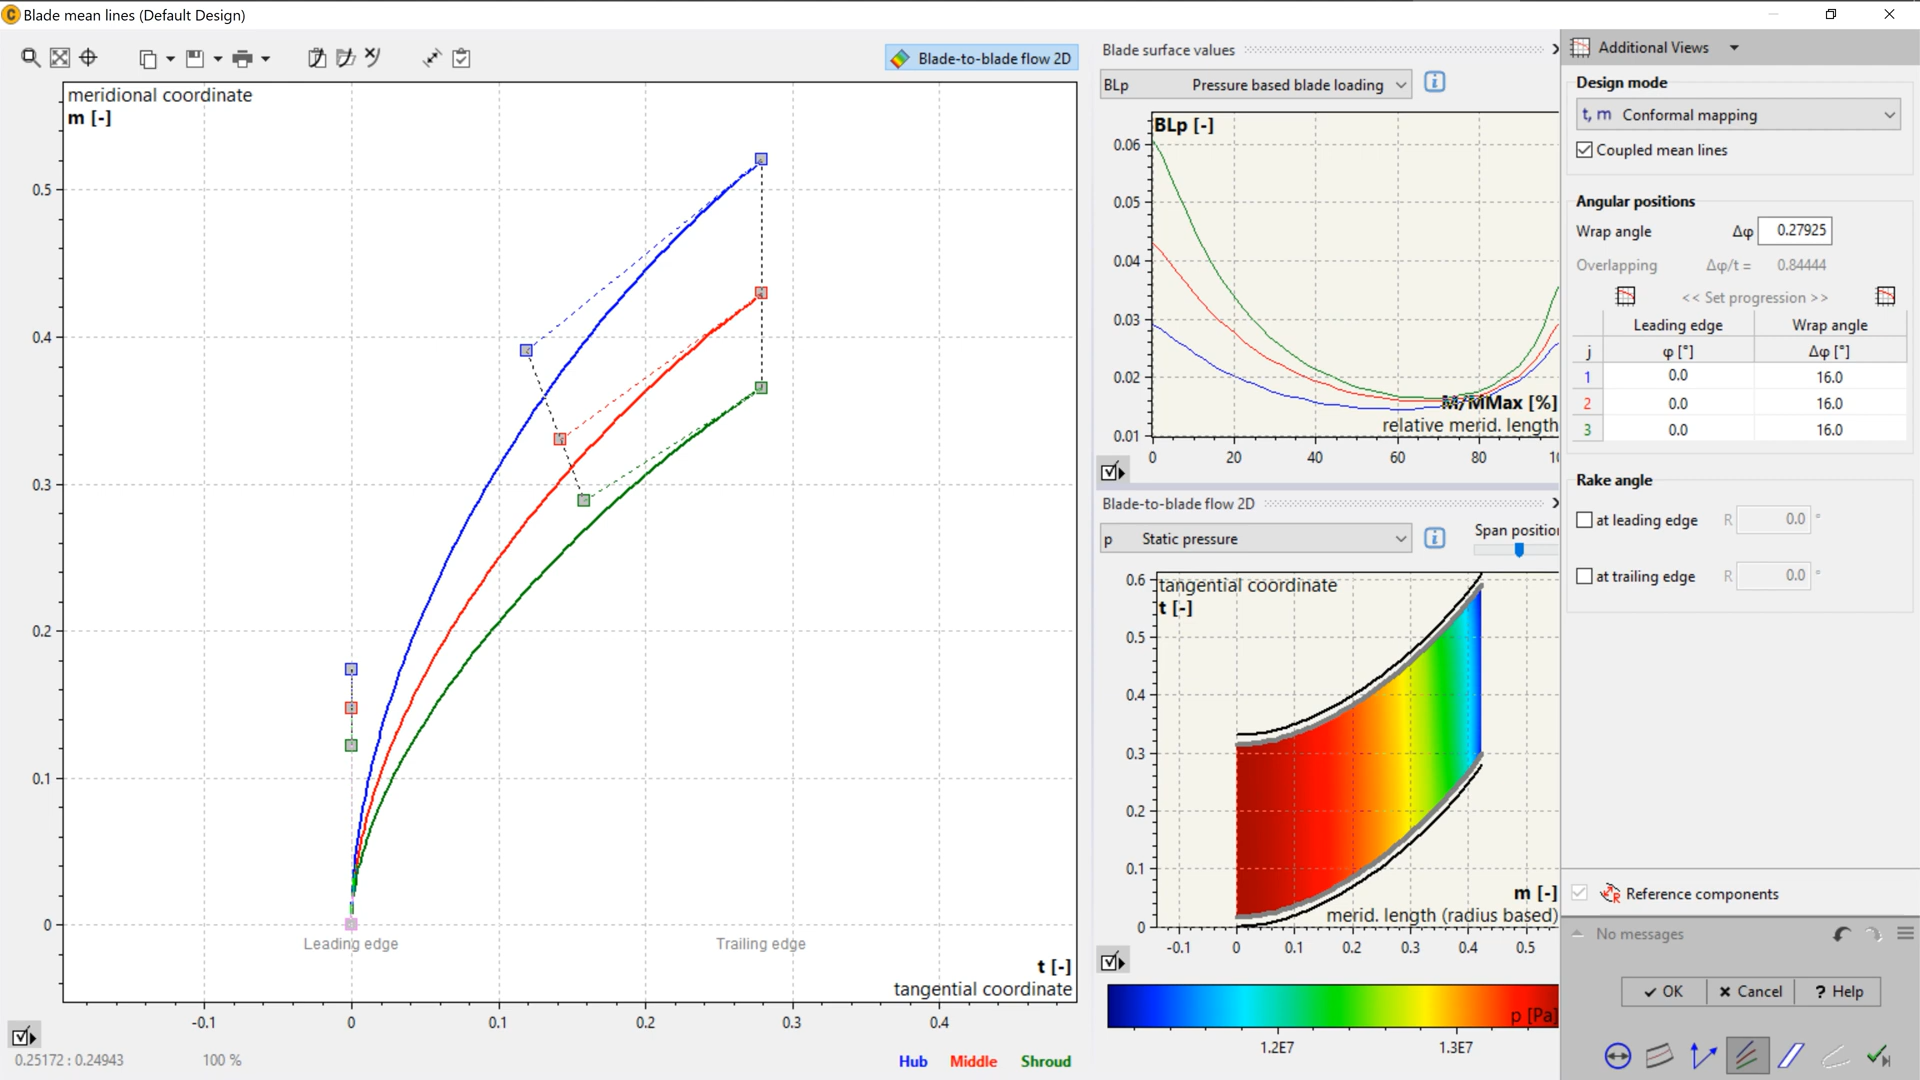 Blade mean lines (Default Design)
Blade-to-blade flow 2D
meridional coordinate
m [-]
0.5
0.4
0.3
0.2
0.1
0
Leading edge
Trailing edge
t [-]
tangential coordinate
-0.1
0
0.1
0.2
0.3
0.4
0.25172 : 0.24943
100 %
Hub
Middle
Shroud
Blade surface values
BLp Pressure based blade loading
BLp [-]
0.06
0.05
0.04
0.03
0.02
0.01
M/MMax [%]
relative merid. length
0
20
40
60
80
10
Blade-to-blade flow 2D
p Static pressure
Span position
tangential coordinate
t [-]
0.6
0.5
0.4
0.3
0.2
0.1
0
m [-]
merid. length (radius based)
-0.1
0
0.1
0.2
0.3
0.4
0.5
p [Pa]
1.2E7
1.3E7
Additional Views
Design mode
t, m Conformal mapping
Coupled mean lines
Angular positions
Wrap angle Δφ 0.27925
Overlapping Δφ/t = 0.84444
<< Set progression >>
Leading edge Wrap angle
j φ [°] Δφ [°]
1 0.0 16.0
2 0.0 16.0
3 0.0 16.0
Rake angle
at leading edge R 0.0 °
at trailing edge R 0.0 °
Reference components
No messages
OK Cancel ? Help